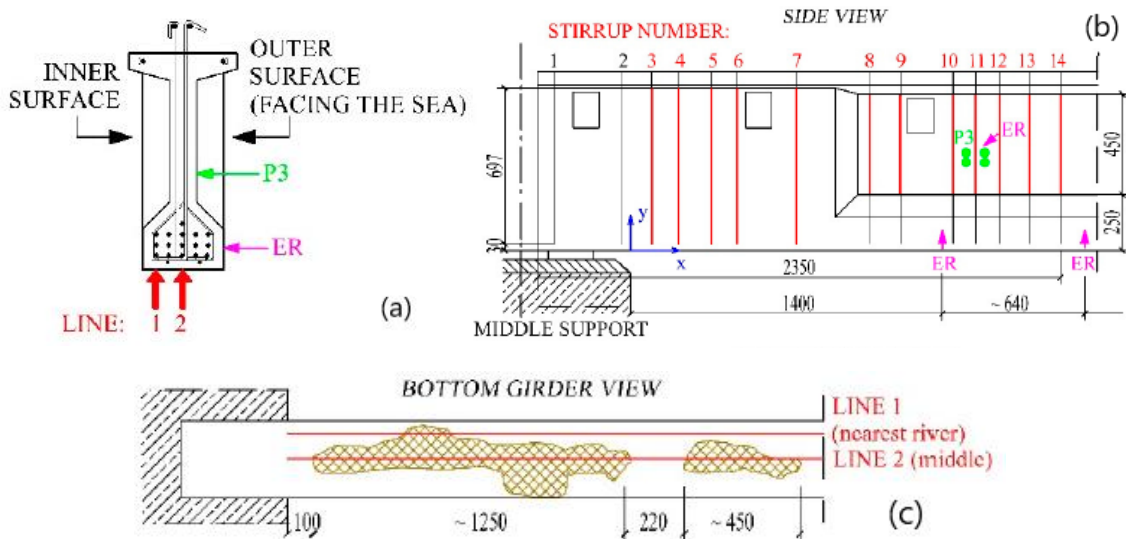 (a)
INNER
SURFACE
OUTER
SURFACE
(FACING THE SEA)
P3
ER
LINE: 1 2
SIDE VIEW
(b)
STIRRUP NUMBER:
1 2 3 4 5 6 7 8 9 10 11 12 13 14
P3
ER
697
30
450
250
y
x
ER
ER
2350
1400
~ 640
MIDDLE SUPPORT
BOTTOM GIRDER VIEW
LINE 1
(nearest river)
LINE 2 (middle)
100
~ 1250
220
~ 450
(c)